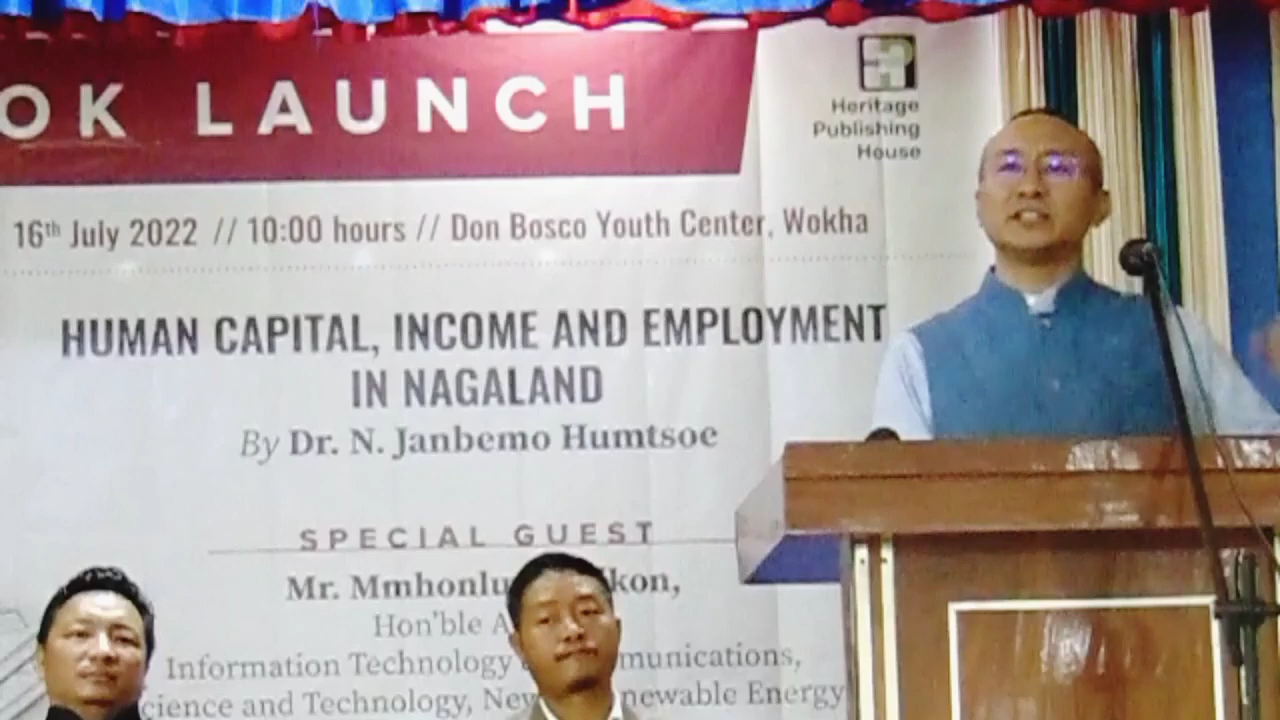 OK LAUNCH
Heritage
Publishing
House
16th July 2022 // 10:00 hours // Don Bosco Youth Center, Wokha
HUMAN CAPITAL, INCOME AND EMPLOYMENT
IN NAGALAND
By Dr. N. Janbemo Humtsoe
SPECIAL GUEST
Mr. Mmhonlu kon,
Hon'ble A
Information Technology munications,
cience and Technology, New newable Energy